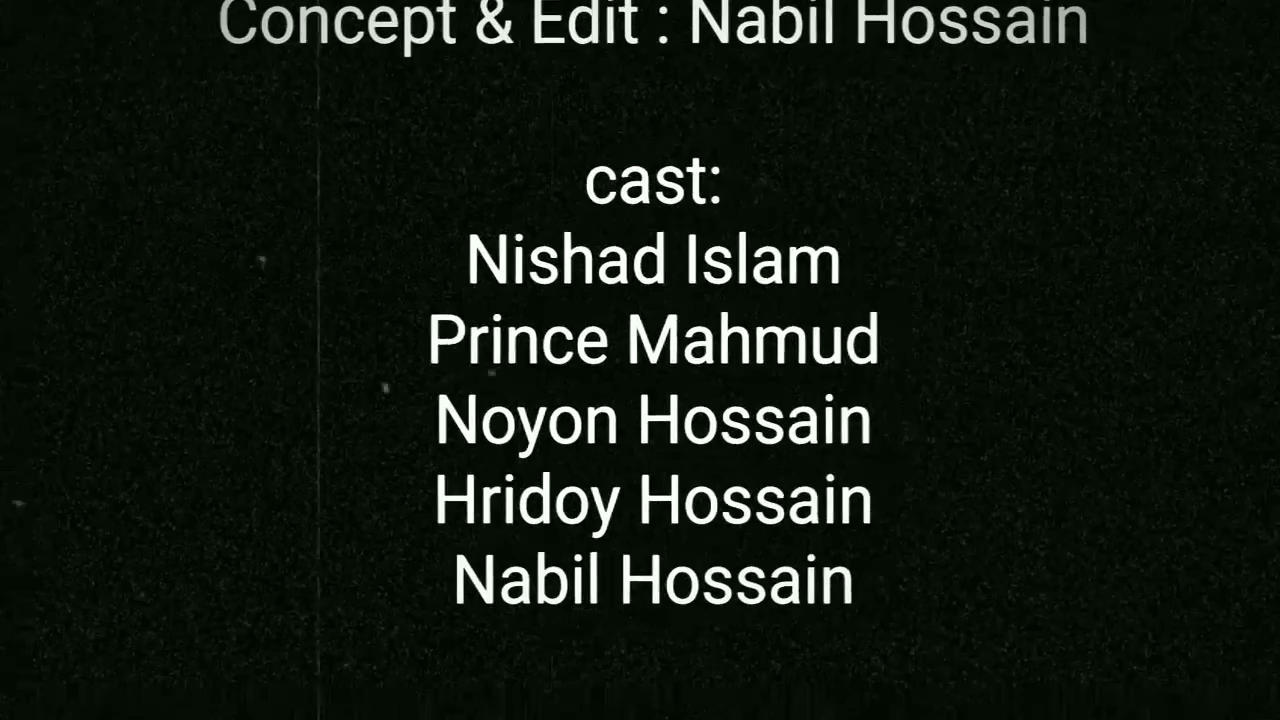 Concept & Edit : Nabil Hossain
cast:
Nishad Islam
Prince Mahmud
Noyon Hossain
Hridoy Hossain
Nabil Hossain